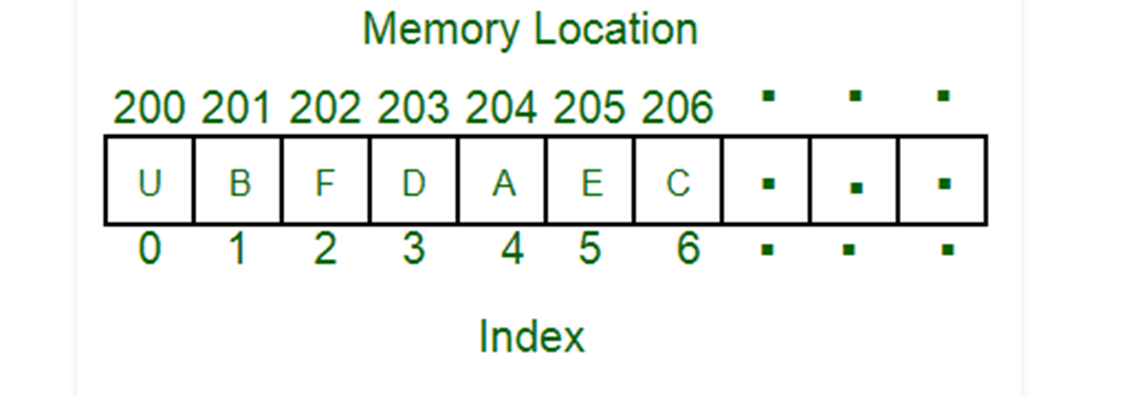 Memory Location
200 201 202 203 204 205 206 . . .
U B F D A E C . . .
0 1 2 3 4 5 6 . . .
Index